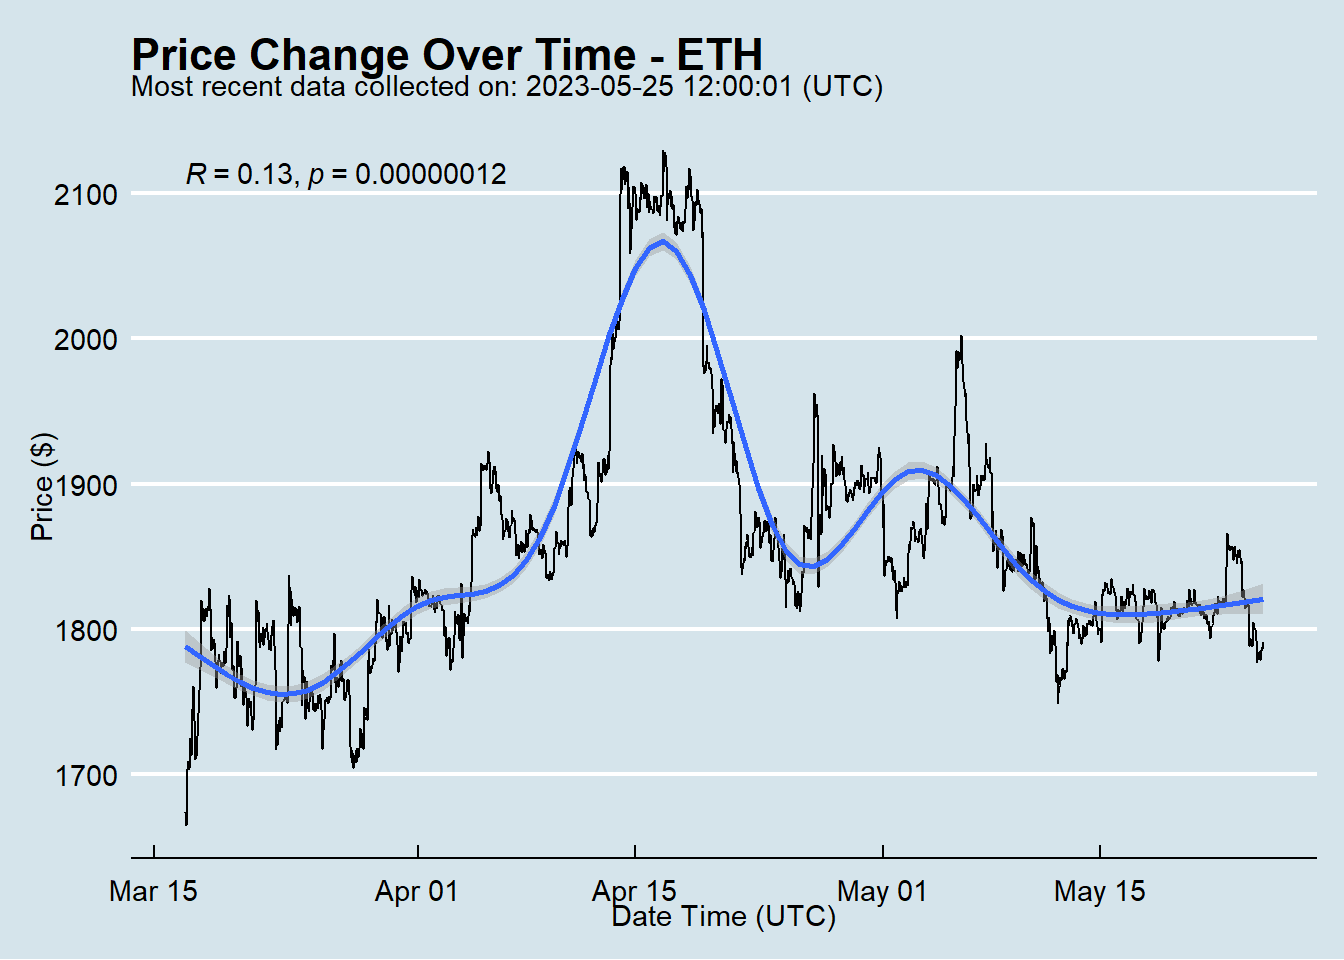 Price Change Over Time - ETH
Most recent data collected on: 2023-05-25 12:00:01 (UTC)
R = 0.13, p = 0.00000012
2100
2000
1900
1800
1700
Price ($)
Mar 15
Apr 01
Apr 15
May 01
May 15
Date Time (UTC)